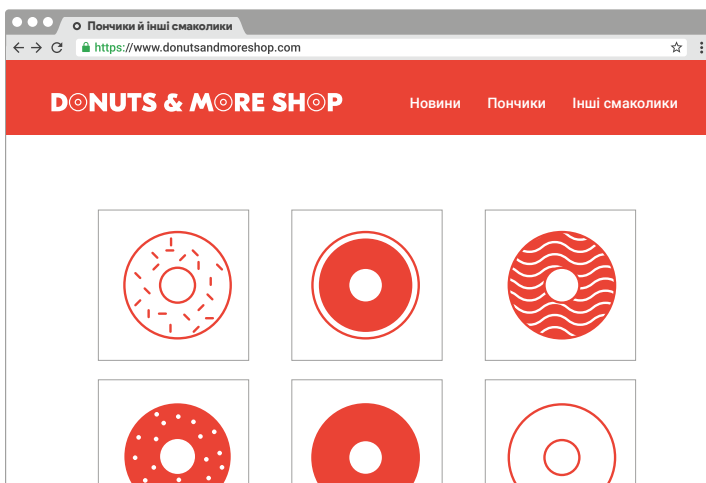 Пончики й інші смаколики
https://www.donutsandmoreshop.com
DONUTS & MORE SHOP
Новини Пончики Інші смаколики